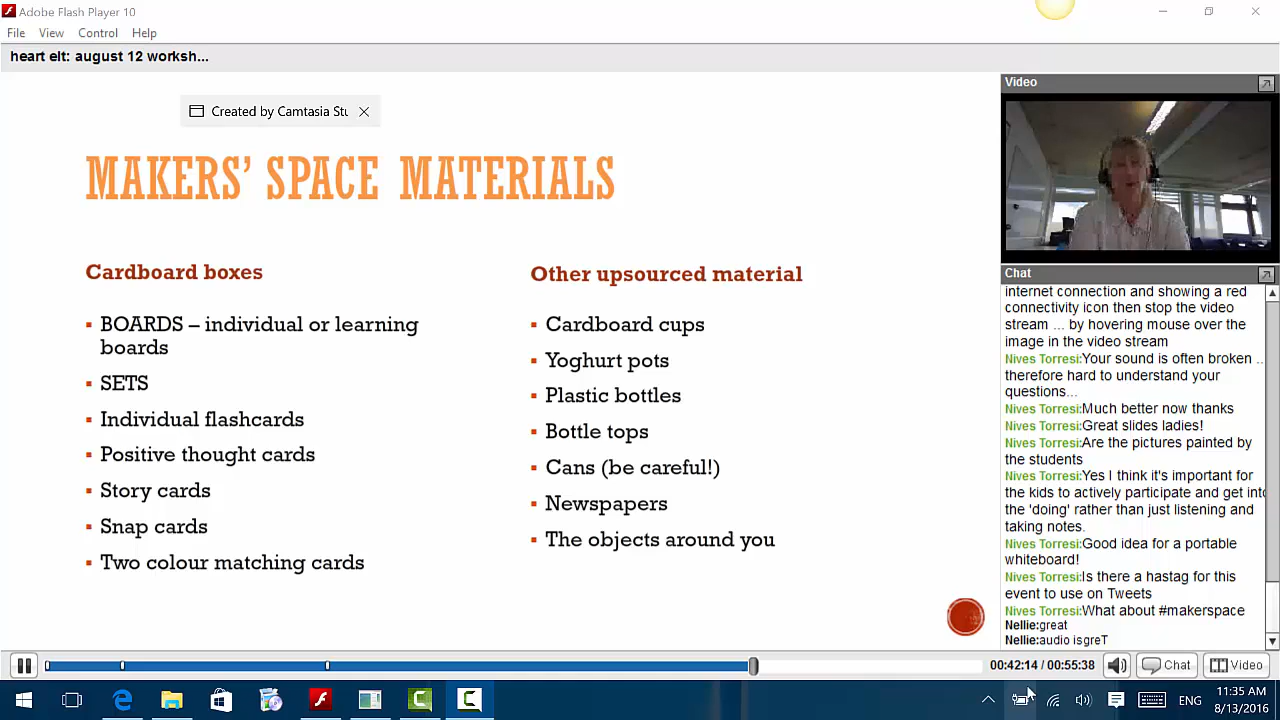 Adobe Flash Player 10
File View Control Help
heart elt: august 12 worksh...
Created by Camtasia Stu
MAKERS' SPACE MATERIALS
Cardboard boxes
▪ BOARDS – individual or learning
boards
▪ SETS
▪ Individual flashcards
▪ Positive thought cards
▪ Story cards
▪ Snap cards
▪ Two colour matching cards
Other upsourced material
▪ Cardboard cups
▪ Yoghurt pots
▪ Plastic bottles
▪ Bottle tops
▪ Cans (be careful!)
▪ Newspapers
▪ The objects around you
Video
Chat
internet connection and showing a red
connectivity icon then stop the video
stream ... by hovering mouse over the
image in the video stream
Nives Torresi:Your sound is often broken ..
therefore hard to understand your
questions...
Nives Torresi:Much better now thanks
Nives Torresi:Great slides ladies!
Nives Torresi:Are the pictures painted by
the students
Nives Torresi:Yes I think it's important for
the kids to actively participate and get into
the 'doing' rather than just listening and
taking notes.
Nives Torresi:Good idea for a portable
whiteboard!
Nives Torresi:Is there a hastag for this
event to use on Tweets
Nives Torresi:What about #makerspace
Nellie:great
Nellie:audio isgreT
00:42:14 / 00:55:38 Chat Video
ENG 11:35 AM
8/13/2016